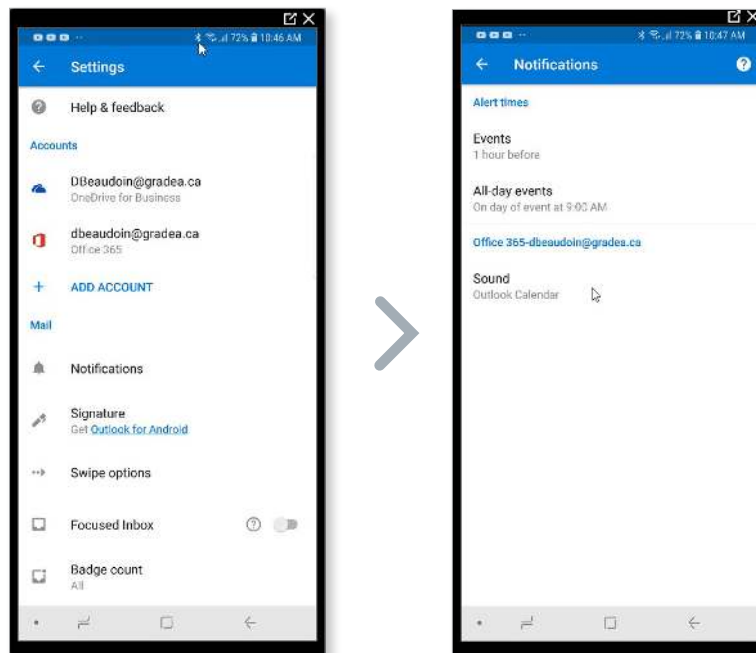 72% 10:46 AM
Settings
Help & feedback
Accounts
DBeaudoin@gradea.ca
OneDrive for Business
dbeaudoin@gradea.ca
Office 365
ADD ACCOUNT
Mail
Notifications
Signature
Get Outlook for Android
Swipe options
Focused Inbox
Badge count
All
72% 10:47 AM
Notifications
Alert times
Events
1 hour before
All-day events
On day of event at 9:00 AM
Office 365-dbeaudoin@gradea.ca
Sound
Outlook Calendar